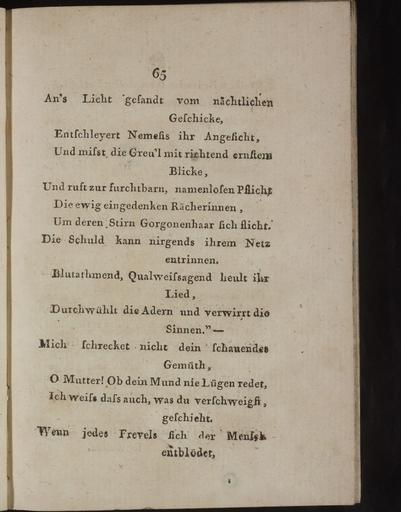 65
An's Licht gesandt vom nächtlichen
Geschicke,
Entschleyert Nemesis ihr Angesicht,
Und misst die Greu'l mit richtend ernstem
Blicke,
Und ruft zur furchtbarn, namenlosen Pflicht
Die ewig eingedenken Rächerinnen,
Um deren Stirn Gorgonenhaar sich flicht.
Die Schuld kann nirgends ihrem Netz
entrinnen.
Blutathmend, Qualweissagend heult ihr
Lied,
Durchwühlt die Adern und verwirrt die
Sinnen."—
Mich schrecket nicht dein schauendes
Gemüth,
O Mutter! Ob dein Mund nie Lügen redet,
Ich weiss dass auch, was du verschweigst,
geschieht.
Wenn jedes Frevels sich der Mensch
entblödet,